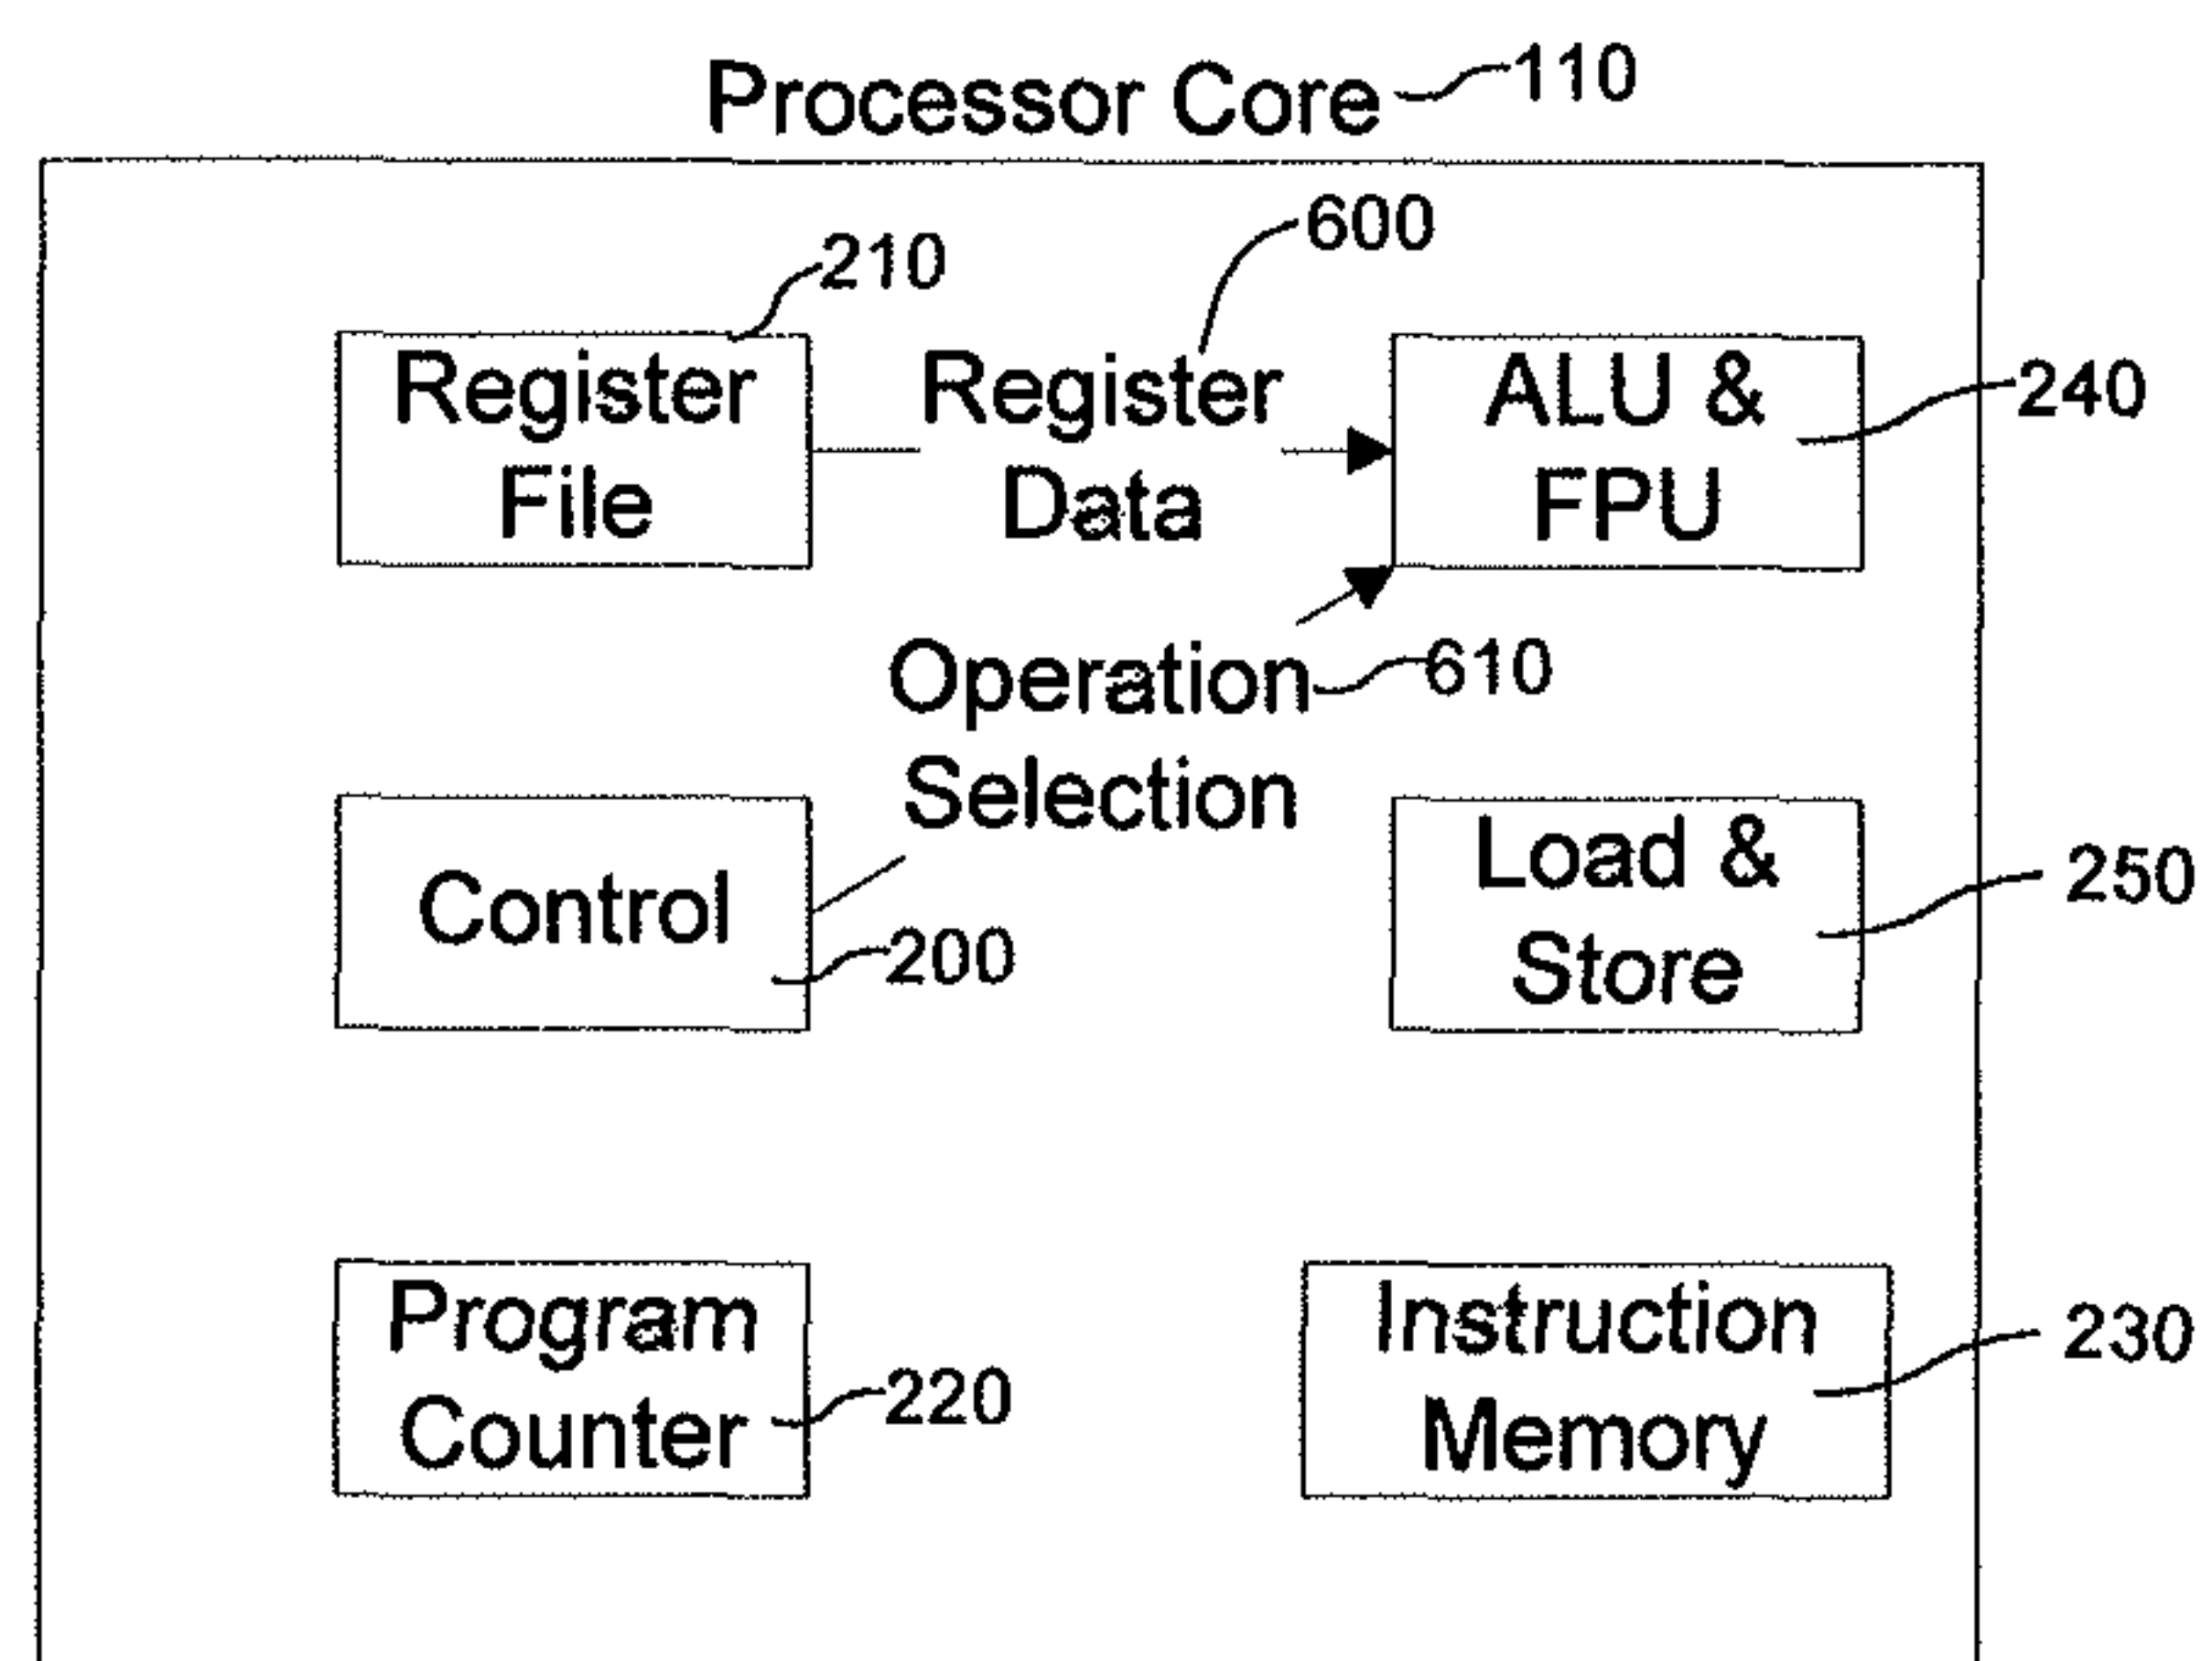 Processor Core 110
600
210
Register Register ALU &
File Data FPU
240
Operation 610
Selection
Control
200
Load &
Store
250
Program
Counter
220
Instruction
Memory
230